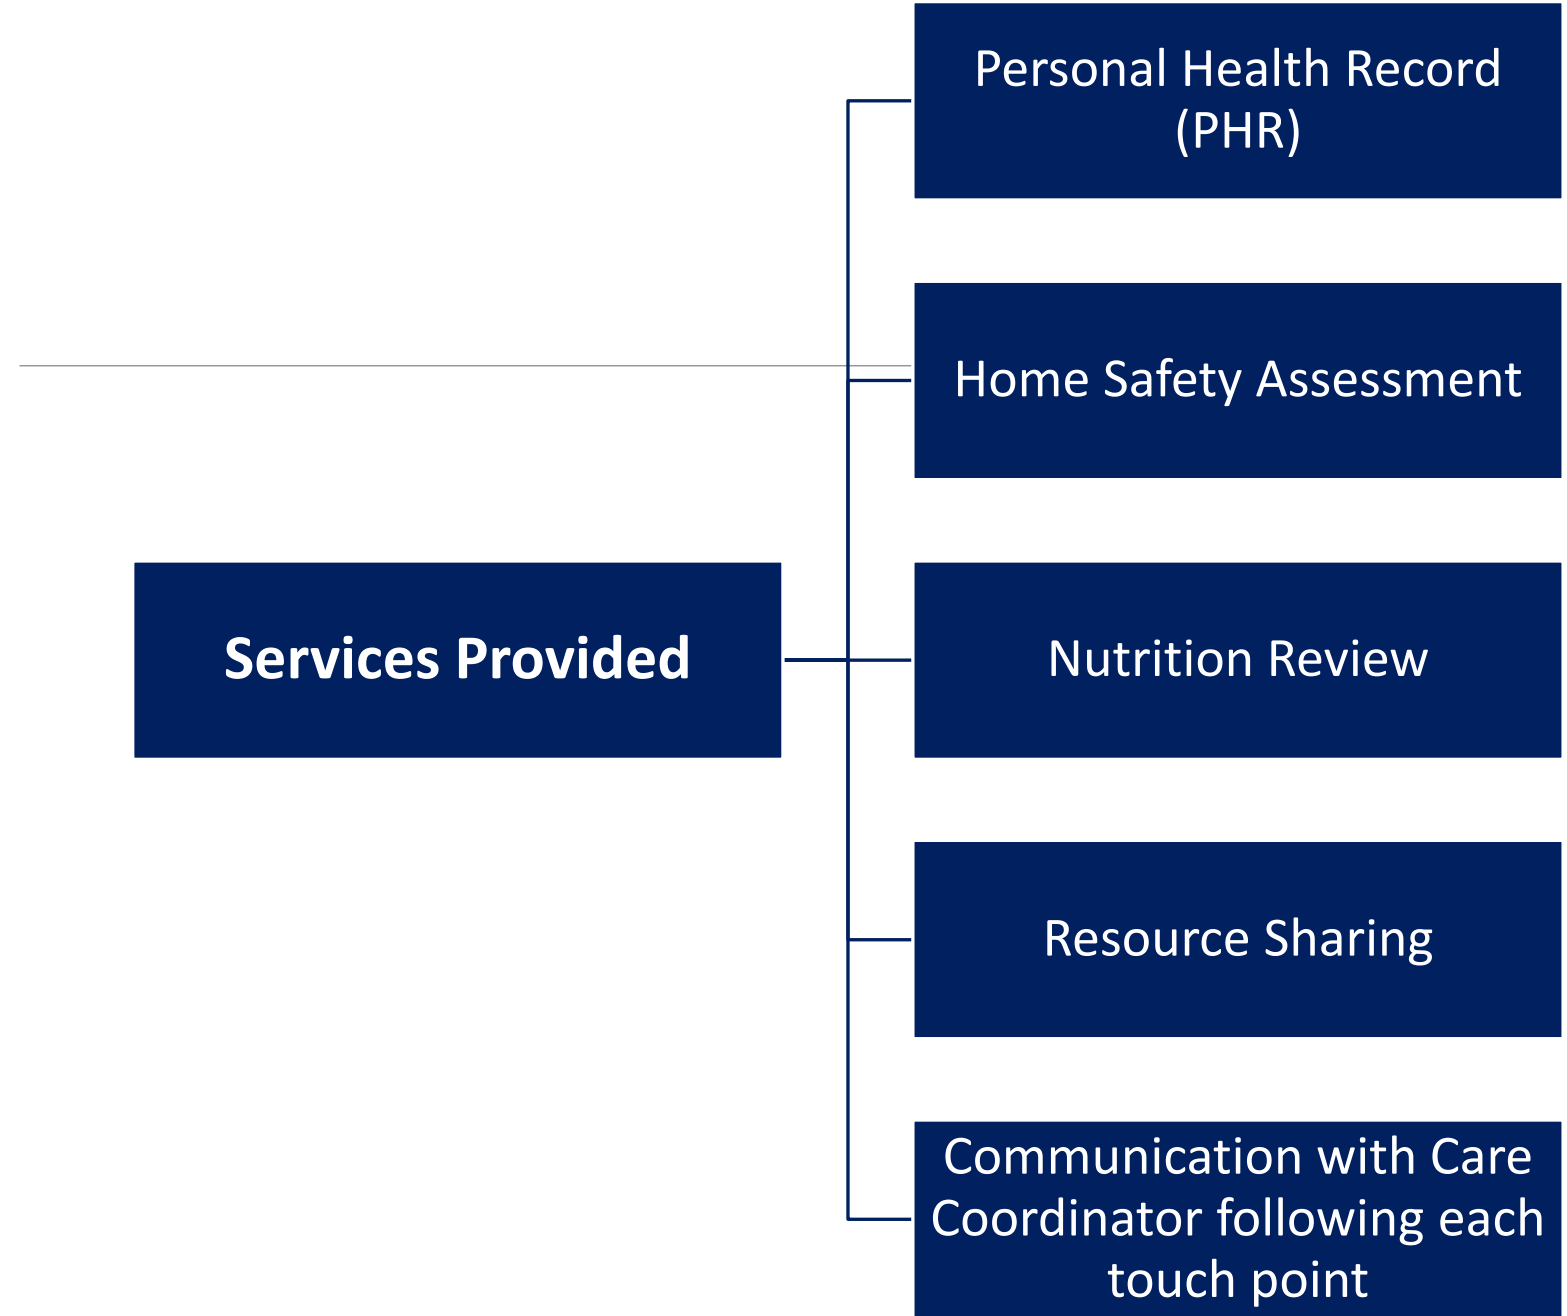 Services Provided
Personal Health Record
(PHR)
Home Safety Assessment
Nutrition Review
Resource Sharing
Communication with Care
Coordinator following each
touch point